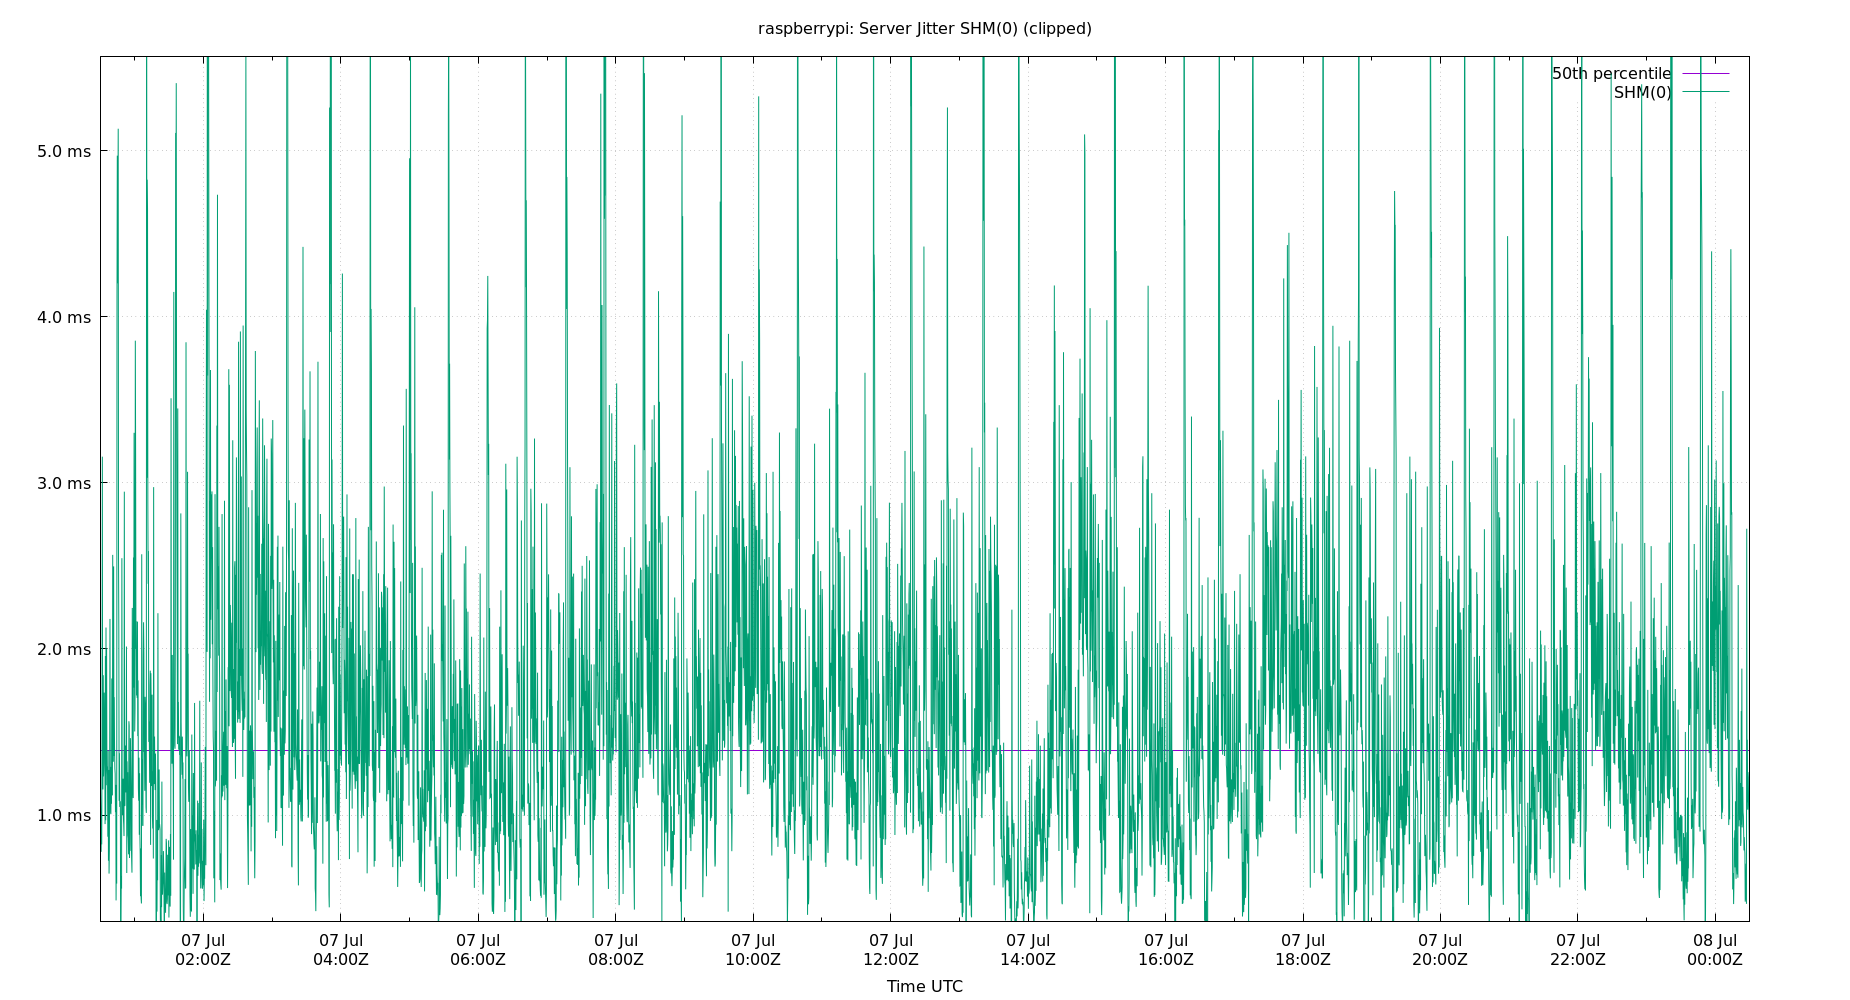 raspberrypi: Server Jitter SHM(0) (clipped)
50th percentile
SHM(0)
5.0 ms
4.0 ms
3.0 ms
2.0 ms
1.0 ms
07 Jul 07 Jul 07 Jul 07 Jul 07 Jul 07 Jul 07 Jul 07 Jul 07 Jul 07 Jul 07 Jul 08 Jul
02:00Z 04:00Z 06:00Z 08:00Z 10:00Z 12:00Z 14:00Z 16:00Z 18:00Z 20:00Z 22:00Z 00:00Z
Time UTC